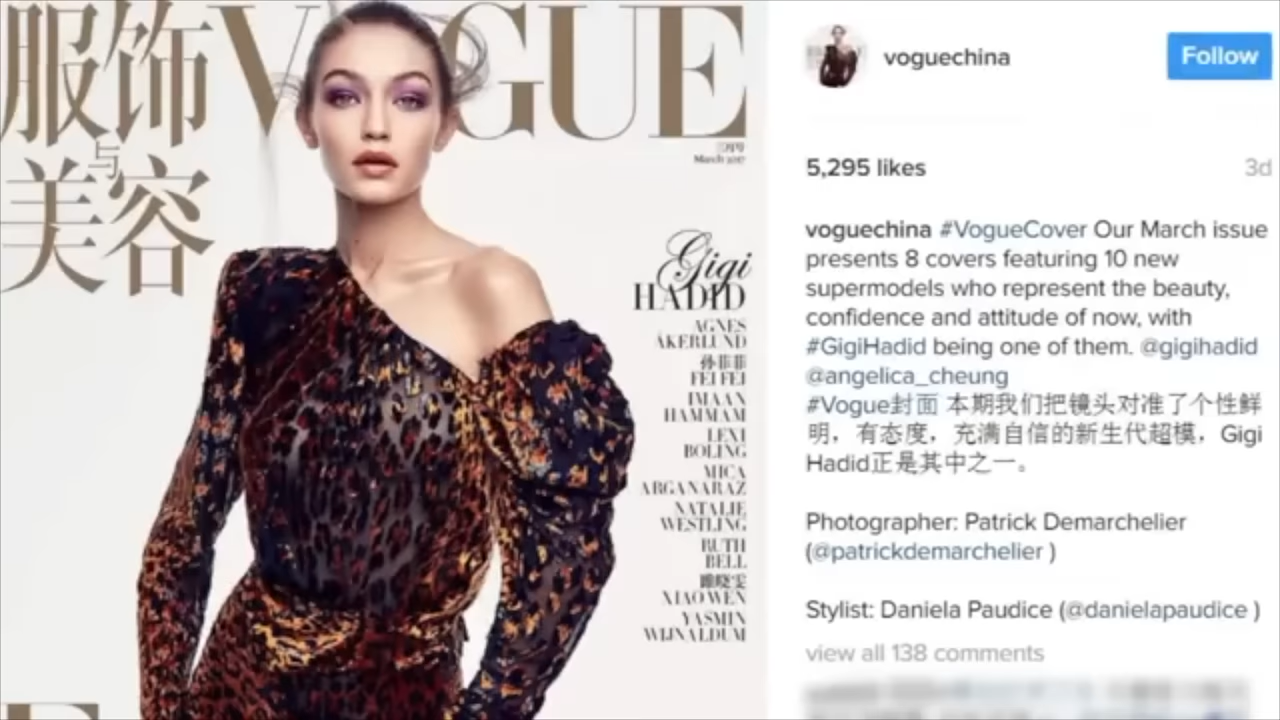 服饰
与
美容
VOGUE
三月号
March 2017
Gigi
HADID
AGNES
ÅKERLUND
孙菲菲
FEI FEI
IMAAN
HAMMAM
LEXI
BOLING
MICA
ARGANARAZ
NATALIE
WESTLING
RUTH
BELL
雎晓雯
XIAO WEN
YASMIN
WIJNALDUM
voguechina
Follow
5,295 likes
3d
voguechina #VogueCover Our March issue
presents 8 covers featuring 10 new
supermodels who represent the beauty,
confidence and attitude of now, with
#GigiHadid being one of them. @gigihadid
@angelica_cheung
#Vogue封面 本期我们把镜头对准了个性鲜
明，有态度，充满自信的新生代超模，Gigi
Hadid正是其中之一。
Photographer: Patrick Demarchelier
(@patrickdemarchelier )
Stylist: Daniela Paudice (@danielapaudice )
view all 138 comments